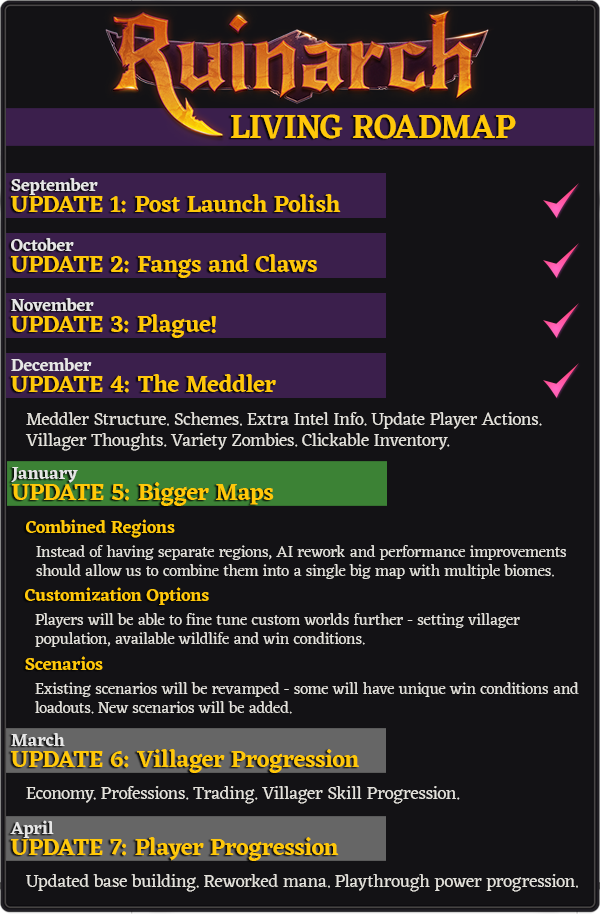 Ruinarch
LIVING ROADMAP
September
UPDATE 1: Post Launch Polish
October
UPDATE 2: Fangs and Claws
November
UPDATE 3: Plague!
December
UPDATE 4: The Meddler
Meddler Structure. Schemes. Extra Intel Info. Update Player Actions.
Villager Thoughts. Variety Zombies. Clickable Inventory.
January
UPDATE 5: Bigger Maps
Combined Regions
Instead of having separate regions, AI rework and performance improvements
should allow us to combine them into a single big map with multiple biomes.
Customization Options
Players will be able to fine tune custom worlds further - setting villager
population, available wildlife and win conditions.
Scenarios
Existing scenarios will be revamped - some will have unique win conditions and
loadouts. New scenarios will be added.
March
UPDATE 6: Villager Progression
Economy. Professions. Trading. Villager Skill Progression.
April
UPDATE 7: Player Progression
Updated base building. Reworked mana. Playthrough power progression.